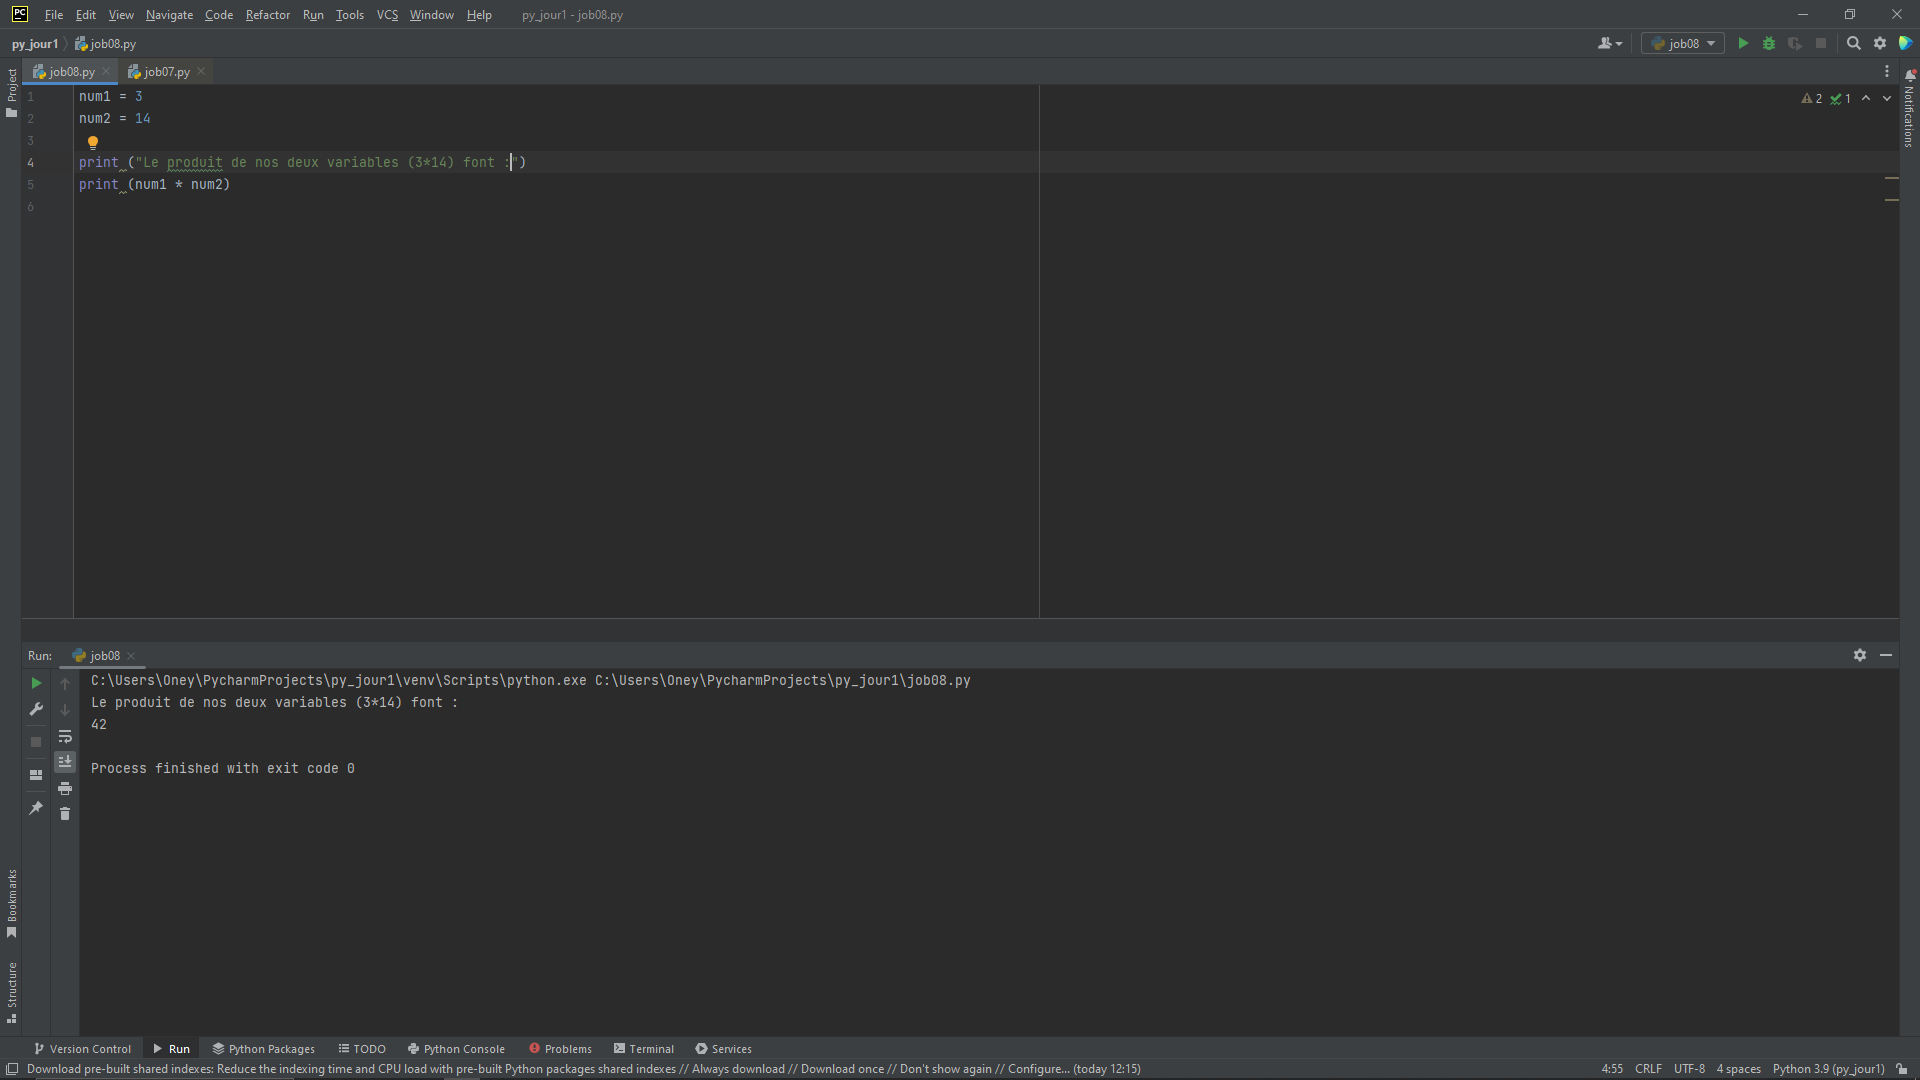 PC File Edit View Navigate Code Refactor Run Tools VCS Window Help py_jour1 - job08.py
py_jour1 job08.py job08
job08.py job07.py
Project
Notifications
1 num1 = 3
2 num2 = 14
3
4 print ("Le produit de nos deux variables (3*14) font :")
5 print (num1 * num2)
6
2 1
Run: job08
C:\Users\Oney\PycharmProjects\py_jour1\venv\Scripts\python.exe C:\Users\Oney\PycharmProjects\py_jour1\job08.py
Le produit de nos deux variables (3*14) font :
42
Process finished with exit code 0
Bookmarks
Structure
Version Control Run Python Packages TODO Python Console Problems Terminal Services
Download pre-built shared indexes: Reduce the indexing time and CPU load with pre-built Python packages shared indexes // Always download // Download once // Don't show again // Configure... (today 12:15) 4:55 CRLF UTF-8 4 spaces Python 3.9 (py_jour1)